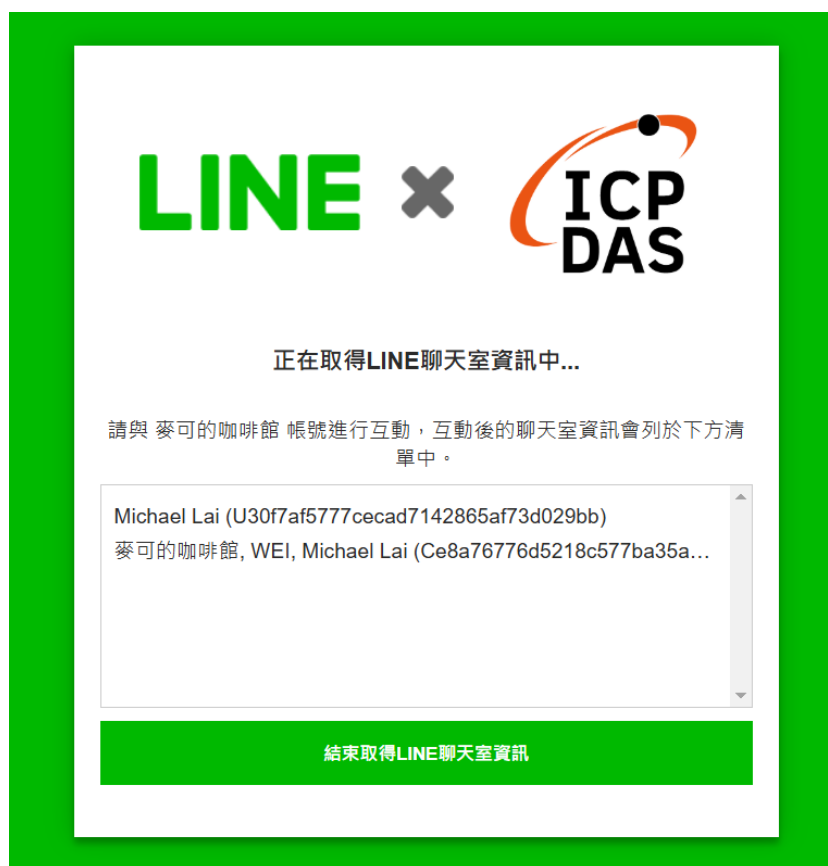 LINE × ICP DAS
正在取得LINE聊天室資訊中...
請與 麥可的咖啡館 帳號進行互動，互動後的聊天室資訊會列於下方清
單中。
Michael Lai (U30f7af5777cecad7142865af73d029bb)
麥可的咖啡館, WEI, Michael Lai (Ce8a76776d5218c577ba35a...
結束取得LINE聊天室資訊